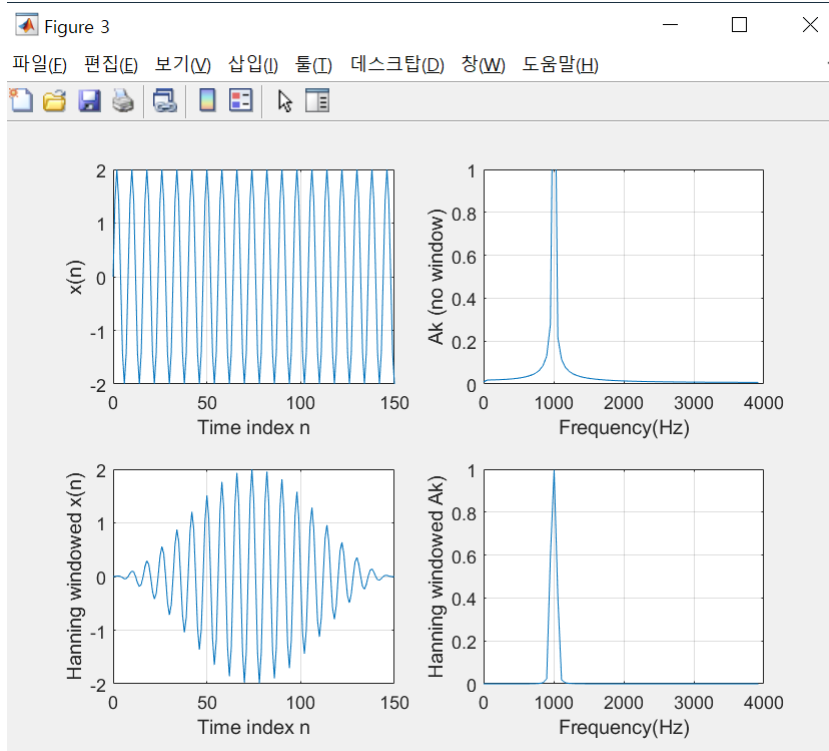 Figure 3
파일(F) 편집(E) 보기(V) 삽입(I) 툴(T) 데스크탑(D) 창(W) 도움말(H)
2
1
0
-1
-2
x(n)
0 50 100 150
Time index n
1
0.8
0.6
0.4
0.2
0
Ak (no window)
0 1000 2000 3000 4000
Frequency(Hz)
2
1
0
-1
-2
Hanning windowed x(n)
0 50 100 150
Time index n
1
0.8
0.6
0.4
0.2
0
Hanning windowed Ak)
0 1000 2000 3000 4000
Frequency(Hz)